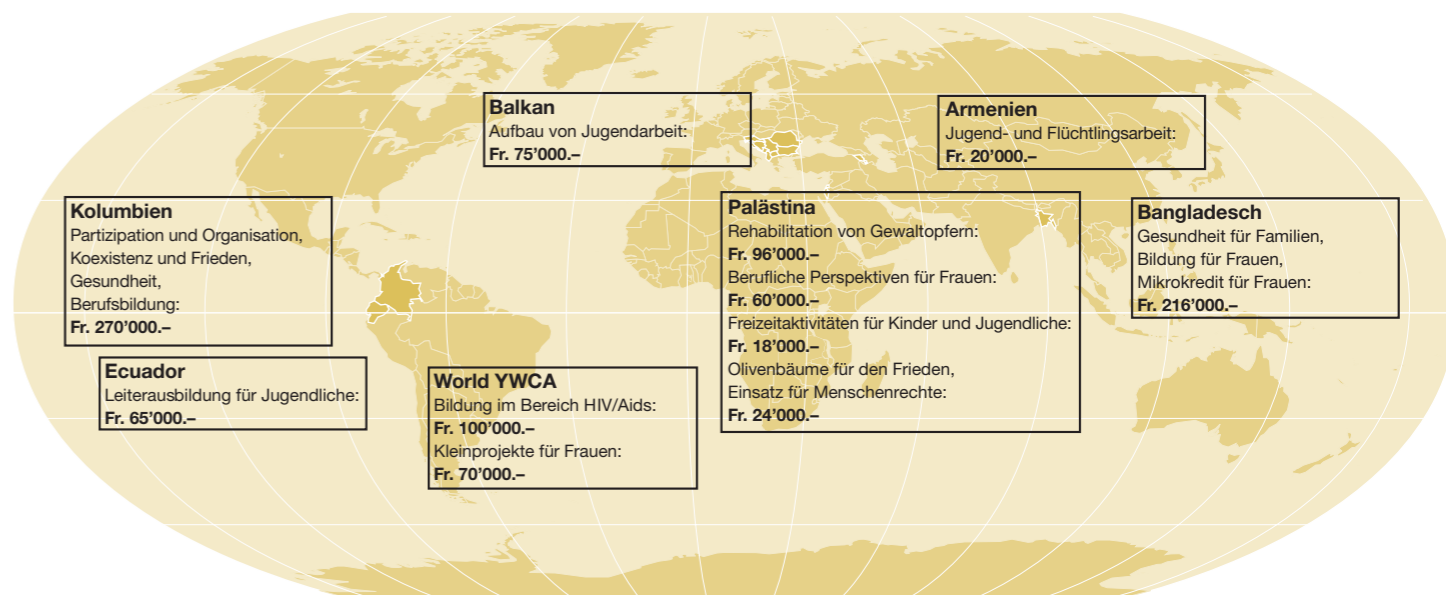 Balkan
Aufbau von Jugendarbeit:
Fr. 75’000.–
Armenien
Jugend- und Flüchtlingsarbeit:
Fr. 20’000.–
Kolumbien
Partizipation und Organisation,
Koexistenz und Frieden,
Gesundheit,
Berufsbildung:
Fr. 270’000.–
Palästina
Rehabilitation von Gewaltopfern:
Fr. 96’000.–
Berufliche Perspektiven für Frauen:
Fr. 60’000.–
Freizeitaktivitäten für Kinder und Jugendliche:
Fr. 18’000.–
Olivenbäume für den Frieden,
Einsatz für Menschenrechte:
Fr. 24’000.–
Bangladesch
Gesundheit für Familien,
Bildung für Frauen,
Mikrokredit für Frauen:
Fr. 216’000.–
Ecuador
Leiterausbildung für Jugendliche:
Fr. 65’000.–
World YWCA
Bildung im Bereich HIV/Aids:
Fr. 100’000.–
Kleinprojekte für Frauen:
Fr. 70’000.–